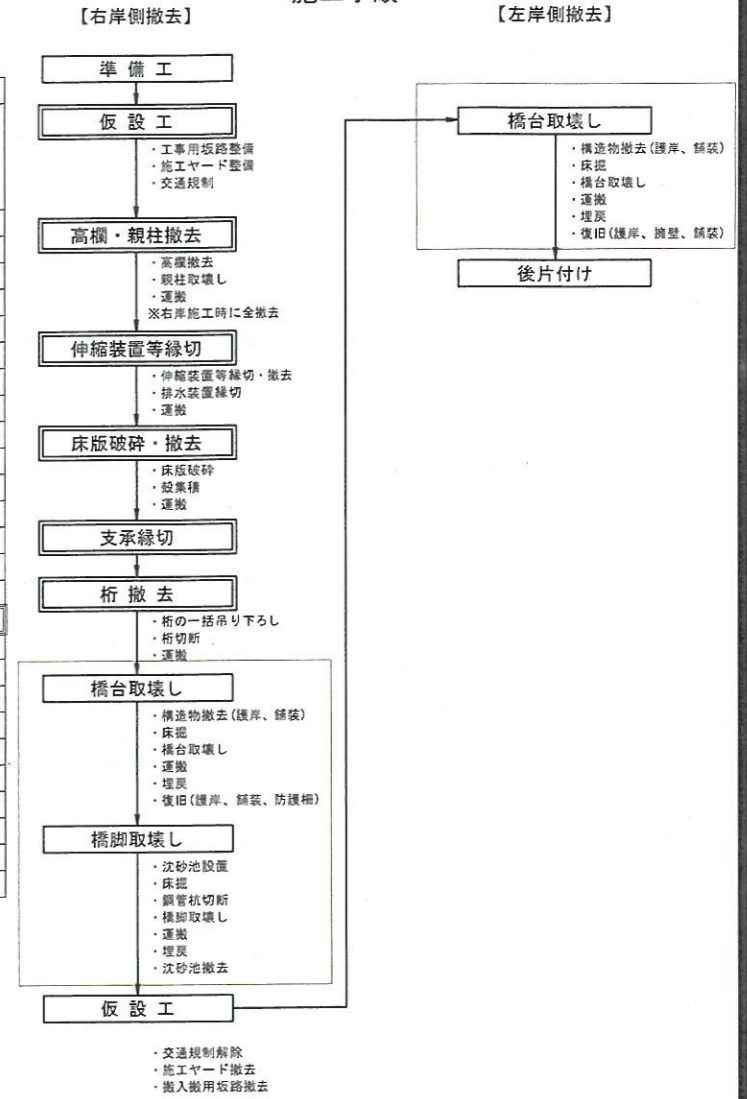 【右岸側撤去】
準備工
仮設工
・工事用坂路整備
・施工ヤード整備
・交通規制
高欄・親柱撤去
・高欄撤去
・親柱取壊し
・運搬
※右岸施工時に全撤去
伸縮装置等縁切
・伸縮装置等縁切・撤去
・排水装置縁切
・運搬
床版破砕・撤去
・床版破砕
・殻集積
・運搬
支承縁切
桁撤去
・桁の一括吊り下ろし
・桁切断
・運搬
橋台取壊し
・構造物撤去(護岸、舗装)
・床掘
・橋台取壊し
・運搬
・埋戻
・復旧(護岸、舗装、防護柵)
橋脚取壊し
・沈砂池設置
・床掘
・鋼管杭切断
・橋脚取壊し
・運搬
・埋戻
・沈砂池撤去
仮設工
・交通規制解除
・施工ヤード撤去
・搬入搬用坂路撤去
【左岸側撤去】
橋台取壊し
・構造物撤去(護岸、舗装)
・床掘
・橋台取壊し
・運搬
・埋戻
・復旧(護岸、擁壁、舗装)
後片付け